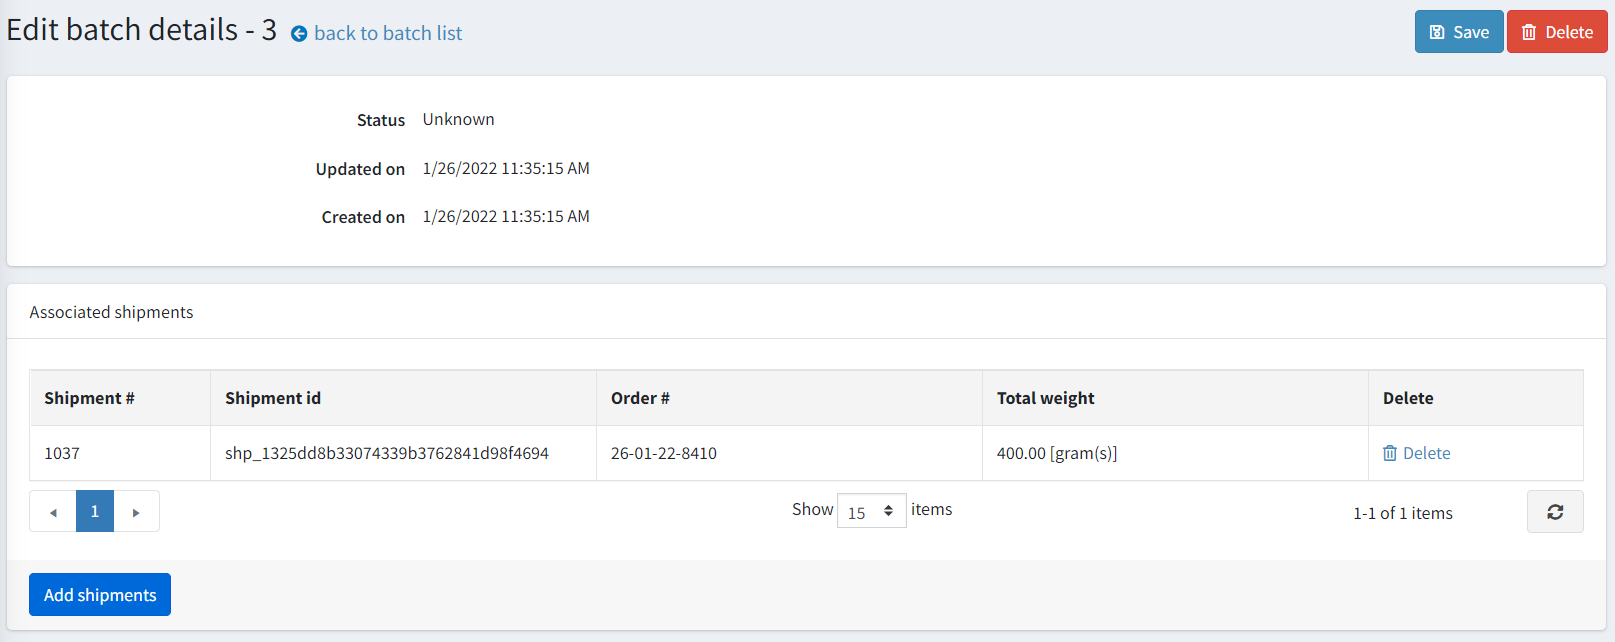 Edit batch details - 3 back to batch list Save Delete
Status Unknown
Updated on 1/26/2022 11:35:15 AM
Created on 1/26/2022 11:35:15 AM
Associated shipments
Shipment # Shipment id Order # Total weight Delete
1037 shp_1325dd8b33074339b3762841d98f4694 26-01-22-8410 400.00 [gram(s)] Delete
1 Show 15 items 1-1 of 1 items
Add shipments